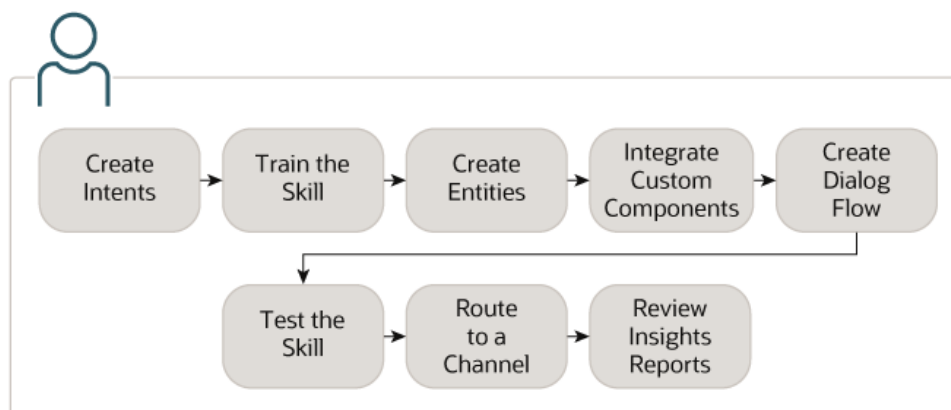 Create
Intents
Train the
Skill
Create
Entities
Integrate
Custom
Components
Create
Dialog
Flow
Test the
Skill
Route
to a
Channel
Review
Insights
Reports